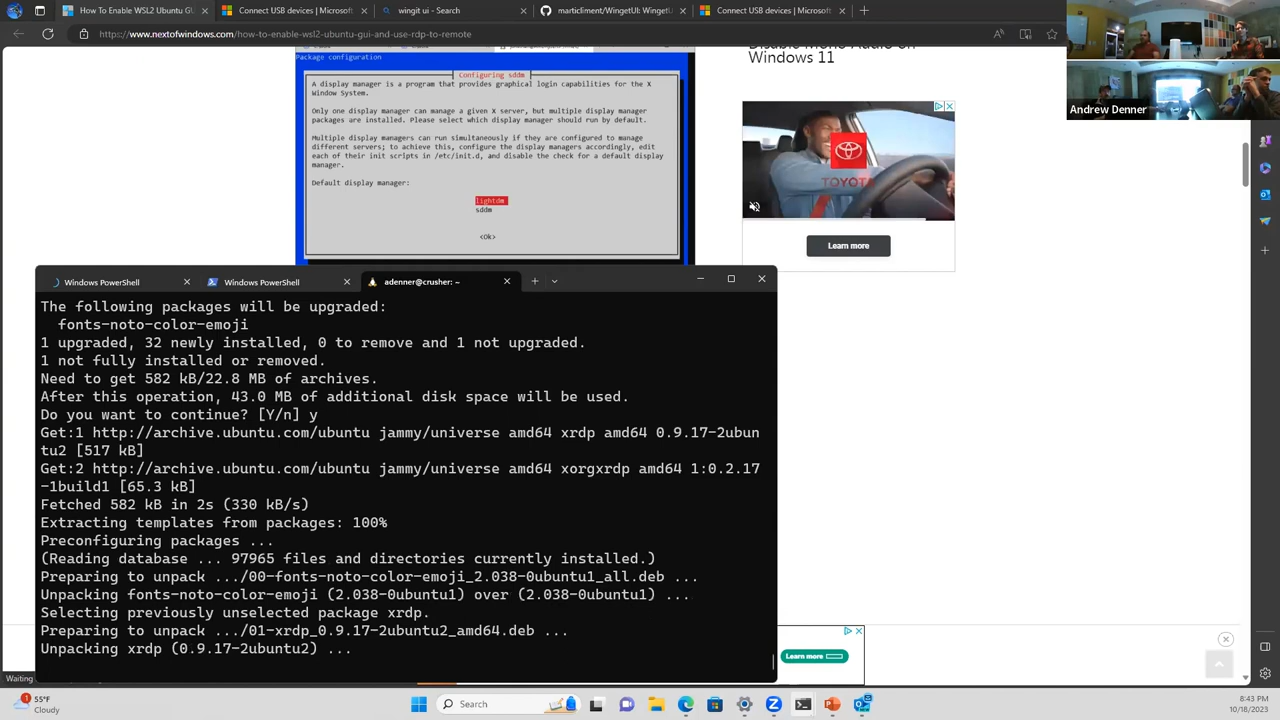 How To Enable WSL2 Ubuntu GU
Connect USB devices | Microsoft
wingit ui - Search
marticliment/WingetUI: WingetU
Connect USB devices | Microsoft
https://www.nextofwindows.com/how-to-enable-wsl2-ubuntu-gui-and-use-rdp-to-remote
Package configuration
Configuring sddm
A display manager is a program that provides graphical login capabilities for the X
Window System.
Only one display manager can manage a given X server, but multiple display manager
packages are installed. Please select which display manager should run by default.
Multiple display managers can run simultaneously if they are configured to manage
different servers; to achieve this, configure the display managers accordingly, edit
each of their init scripts in /etc/init.d, and disable the check for a default display
manager.
Default display manager:
lightdm
sddm
<Ok>
Disable Mono Audio on
Windows 11
TOYOTA
Learn more
Andrew Denner
Windows PowerShell
Windows PowerShell
adenner@crusher: ~
The following packages will be upgraded:
fonts-noto-color-emoji
1 upgraded, 32 newly installed, 0 to remove and 1 not upgraded.
1 not fully installed or removed.
Need to get 582 kB/22.8 MB of archives.
After this operation, 43.0 MB of additional disk space will be used.
Do you want to continue? [Y/n] y
Get:1 http://archive.ubuntu.com/ubuntu jammy/universe amd64 xrdp amd64 0.9.17-2ubun
tu2 [517 kB]
Get:2 http://archive.ubuntu.com/ubuntu jammy/universe amd64 xorgxrdp amd64 1:0.2.17
-1build1 [65.3 kB]
Fetched 582 kB in 2s (330 kB/s)
Extracting templates from packages: 100%
Preconfiguring packages ...
(Reading database ... 97965 files and directories currently installed.)
Preparing to unpack .../00-fonts-noto-color-emoji_2.038-0ubuntu1_all.deb ...
Unpacking fonts-noto-color-emoji (2.038-0ubuntu1) over (2.038-0ubuntu1) ...
Selecting previously unselected package xrdp.
Preparing to unpack .../01-xrdp_0.9.17-2ubuntu2_amd64.deb ...
Unpacking xrdp (0.9.17-2ubuntu2) ...
Learn more
Waiting
55°F
Cloudy
Search
8:43 PM
10/18/2023